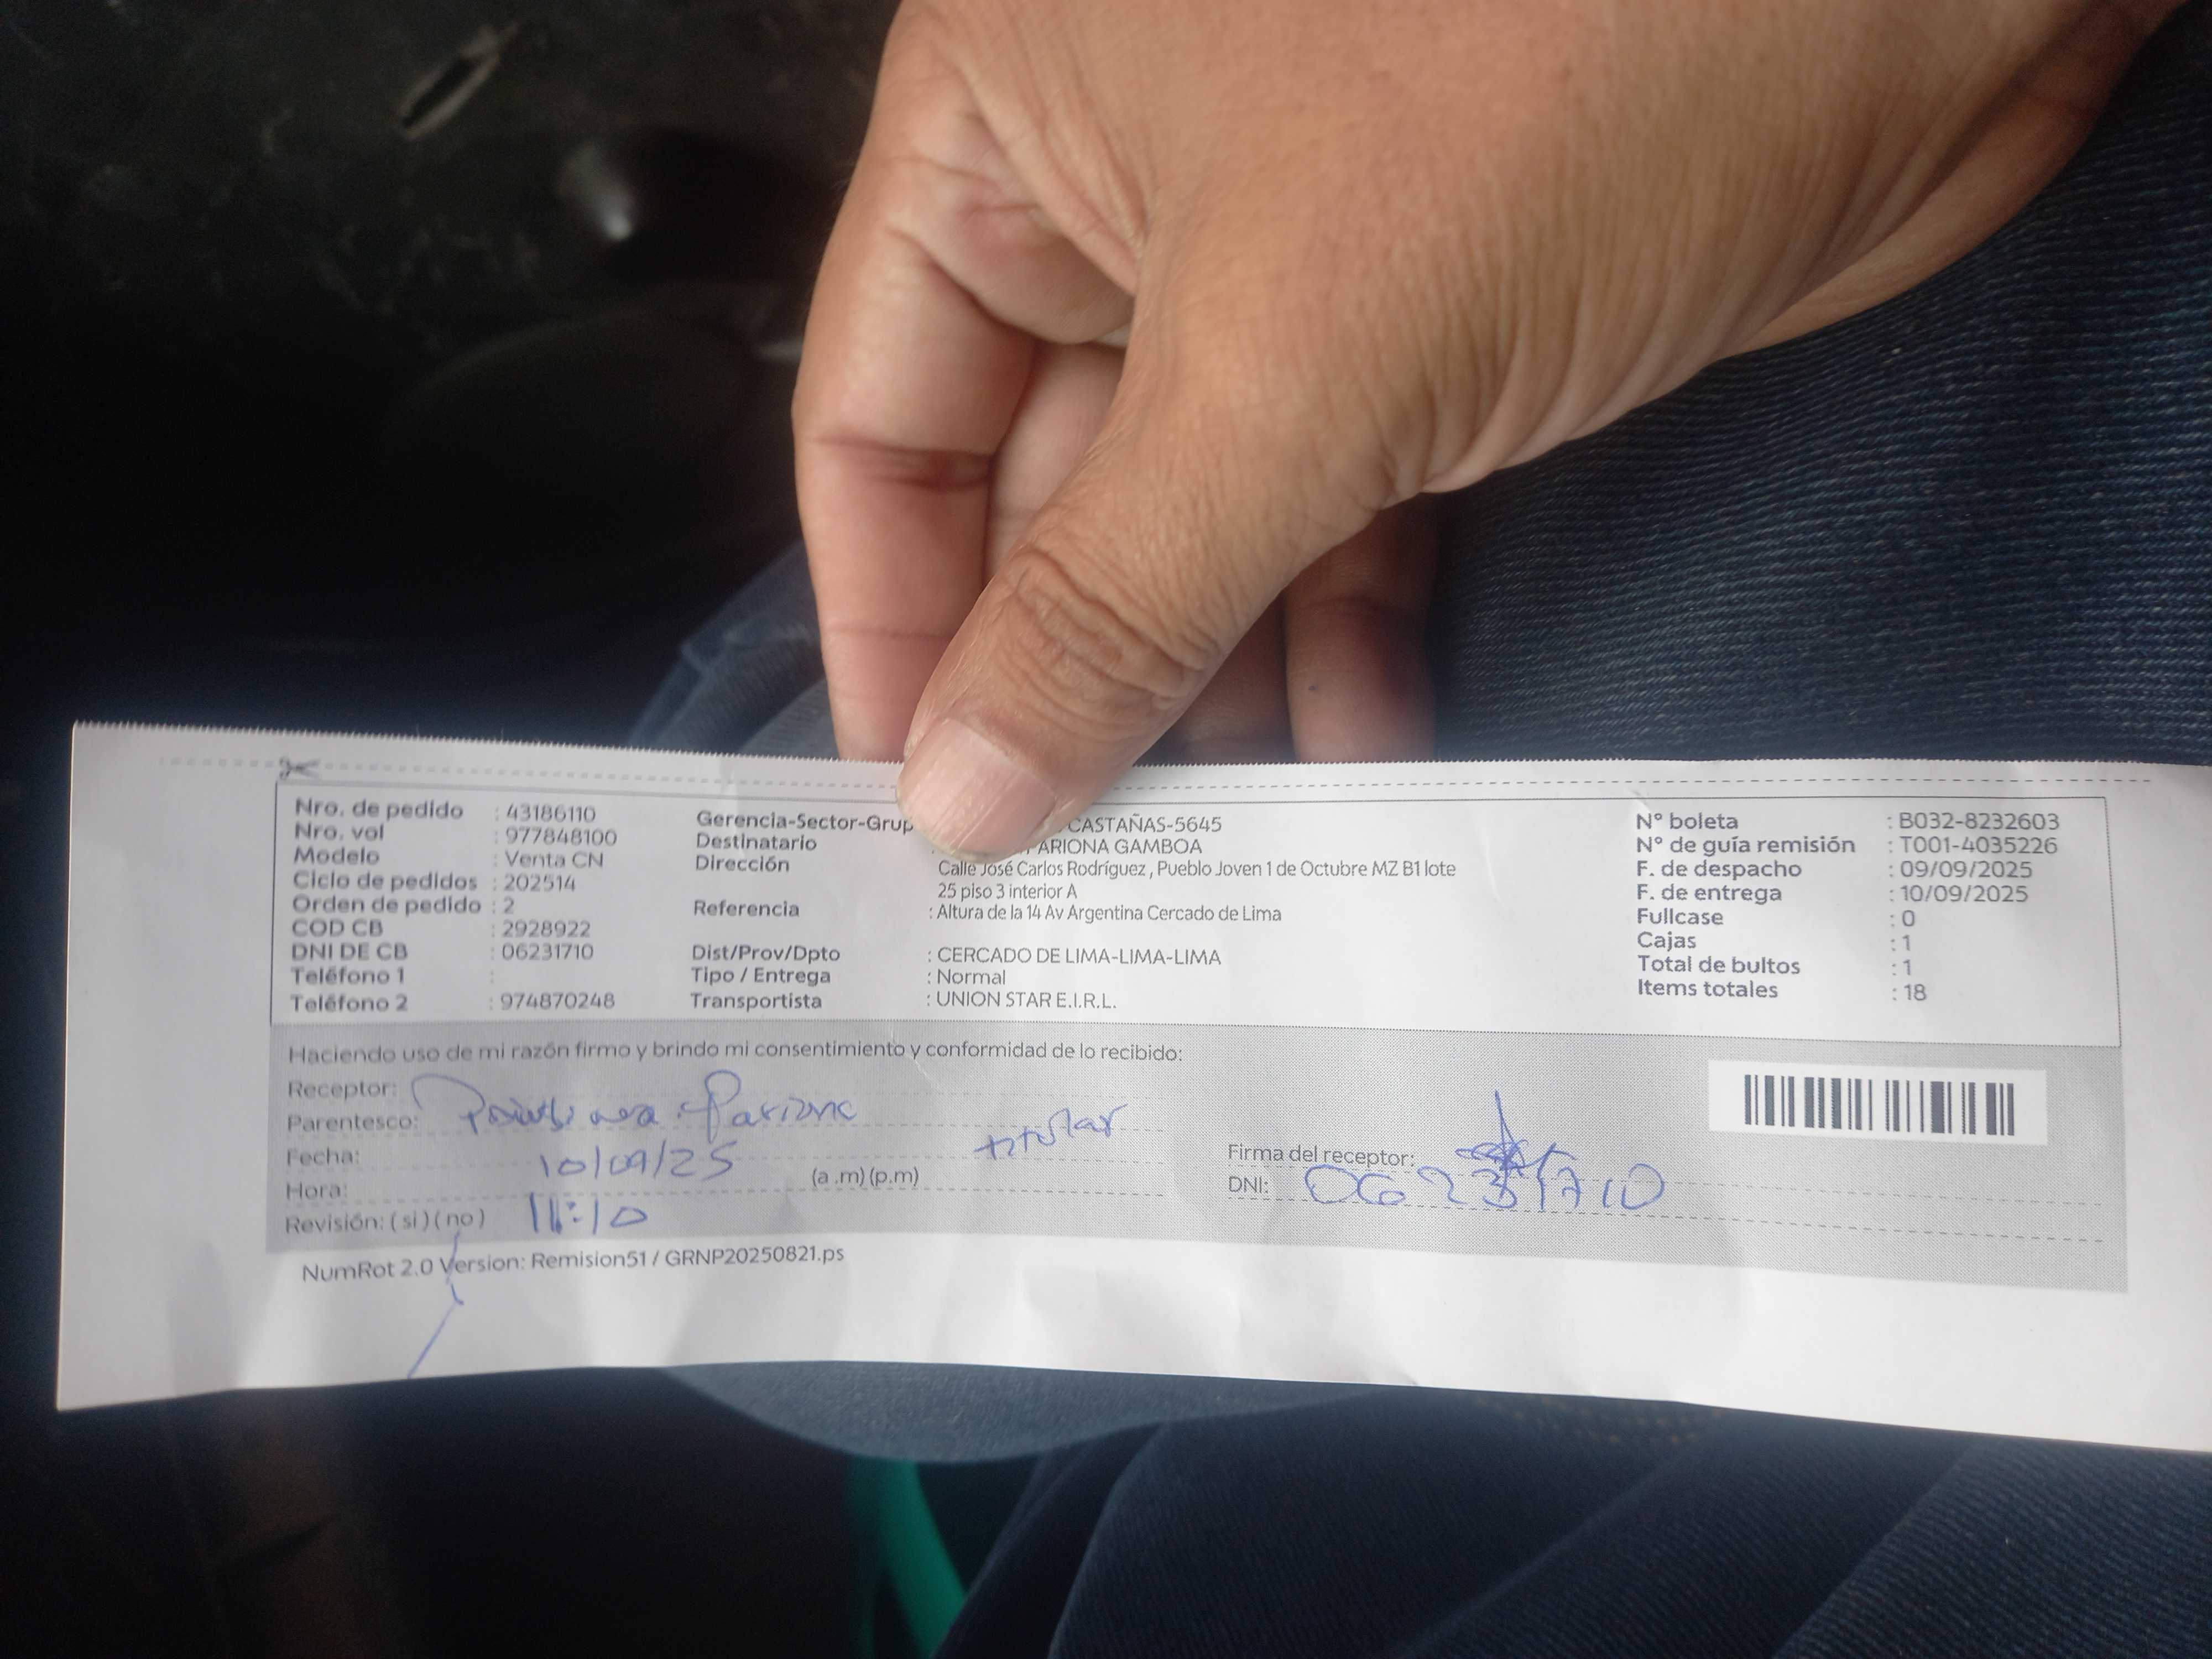 Nro. de pedido : 43186110
Nro. vol : 977848100
Modelo : Venta CN
Ciclo de pedidos : 202514
Orden de pedido : 2
COD CB : 2928922
DNI DE CB : 06231710
Teléfono 1 :
Teléfono 2 : 974870248
Gerencia-Sector-Grup CASTAÑAS-5645
Destinatario ARIONA GAMBOA
Dirección Calle José Carlos Rodríguez , Pueblo Joven 1 de Octubre MZ B1 lote
25 piso 3 interior A
Referencia : Altura de la 14 Av Argentina Cercado de Lima
Dist/Prov/Dpto : CERCADO DE LIMA-LIMA-LIMA
Tipo / Entrega : Normal
Transportista : UNION STAR E.I.R.L.
N° boleta : B032-8232603
N° de guía remisión : T001-4035226
F. de despacho : 09/09/2025
F. de entrega : 10/09/2025
Fullcase : 0
Cajas : 1
Total de bultos : 1
Items totales : 18
Haciendo uso de mi razón firmo y brindo mi consentimiento y conformidad de lo recibido:
Receptor: Pariona
Parentesco: titular
Fecha: 10/09/25
Hora: 11:10 (a .m) (p.m)
Revisión: ( si ) ( no )
Firma del receptor:
DNI: 06231710
NumRot 2.0 Version: Remision51 / GRNP20250821.ps